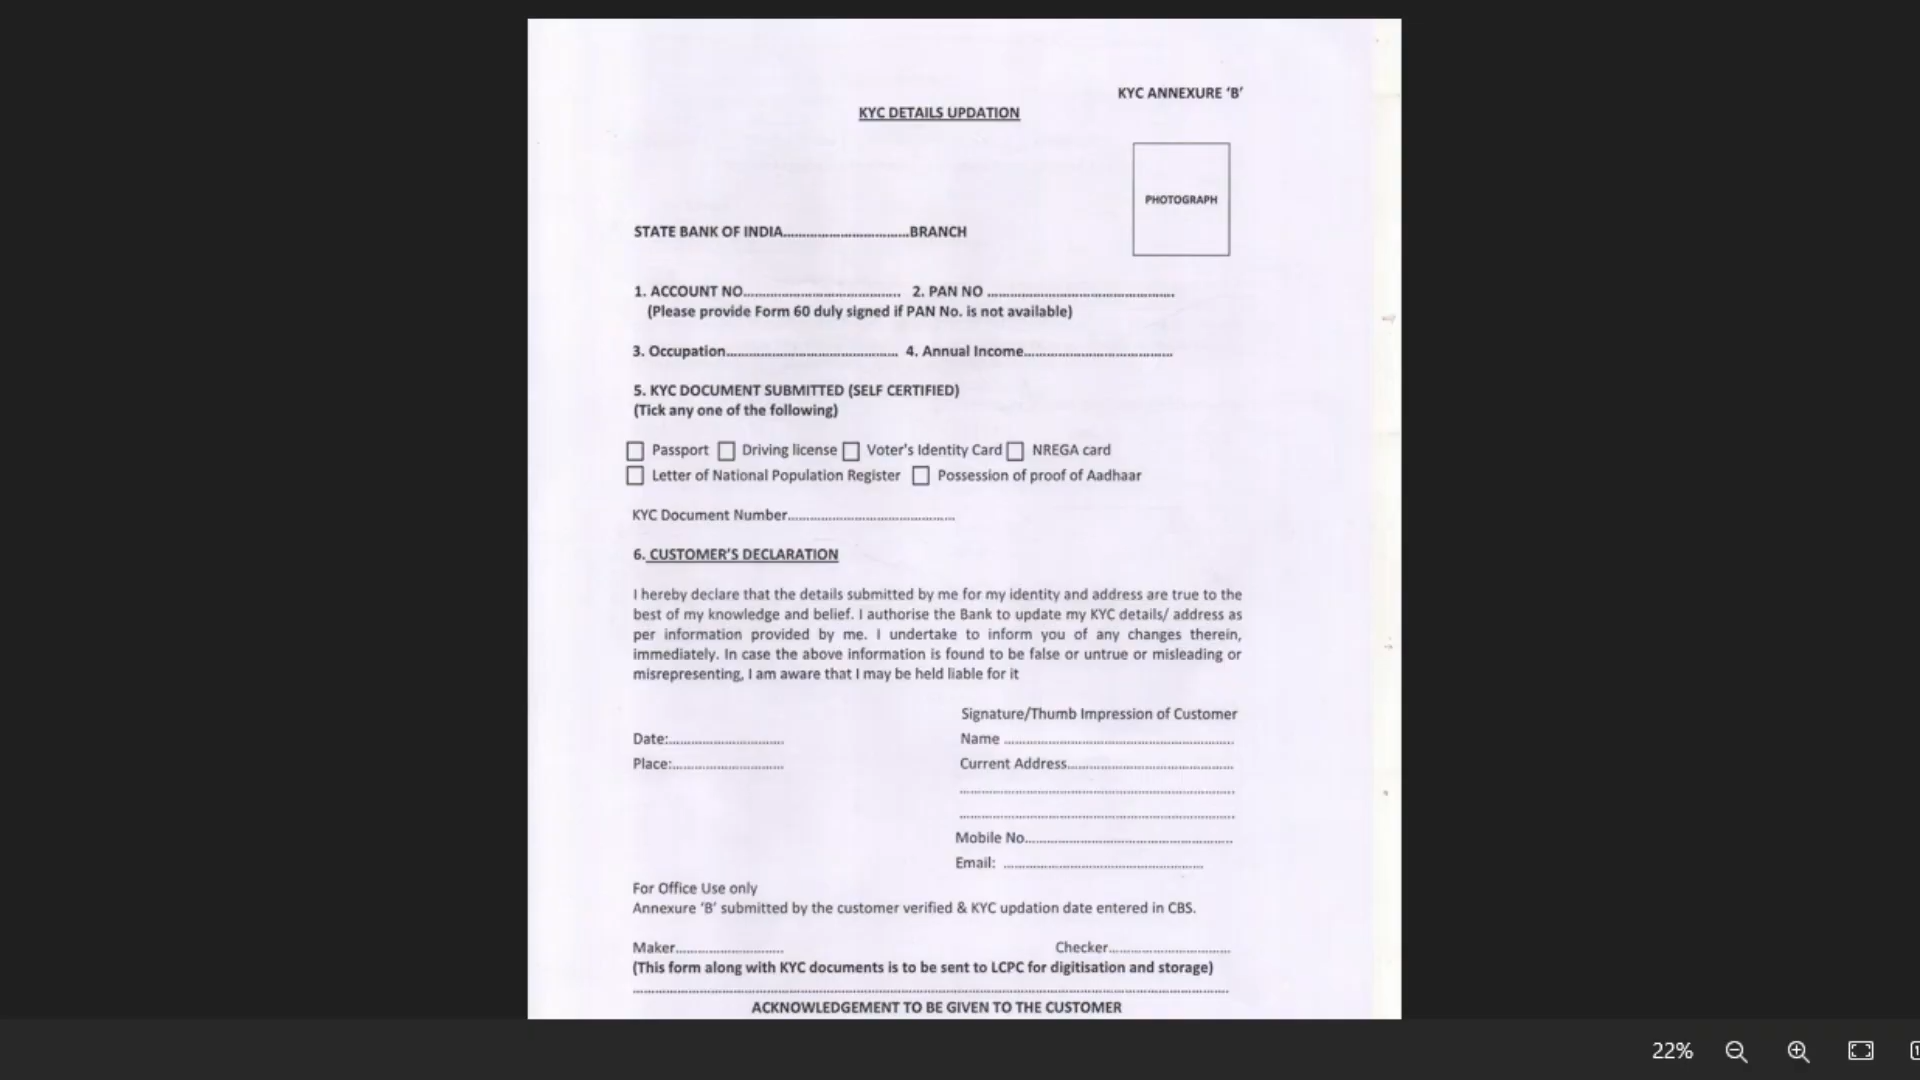 KYC ANNEXURE ‘B’
KYC DETAILS UPDATION
PHOTOGRAPH
STATE BANK OF INDIA.................................BRANCH
1. ACCOUNT NO......................................... 2. PAN NO .................................................
(Please provide Form 60 duly signed if PAN No. is not available)
3. Occupation............................................. 4. Annual Income.......................................
5. KYC DOCUMENT SUBMITTED (SELF CERTIFIED)
(Tick any one of the following)
Passport Driving license Voter's Identity Card NREGA card
Letter of National Population Register Possession of proof of Aadhaar
KYC Document Number............................................
6. CUSTOMER’S DECLARATION
I hereby declare that the details submitted by me for my identity and address are true to the
best of my knowledge and belief. I authorise the Bank to update my KYC details/ address as
per information provided by me. I undertake to inform you of any changes therein,
immediately. In case the above information is found to be false or untrue or misleading or
misrepresenting, I am aware that I may be held liable for it
Signature/Thumb Impression of Customer
Date:.............................. Name ............................................................
Place:............................. Current Address...........................................
........................................................................
........................................................................
Mobile No......................................................
Email: ....................................................
For Office Use only
Annexure ‘B’ submitted by the customer verified & KYC updation date entered in CBS.
Maker............................ Checker................................
(This form along with KYC documents is to be sent to LCPC for digitisation and storage)
............................................................................................................................
ACKNOWLEDGEMENT TO BE GIVEN TO THE CUSTOMER
22%